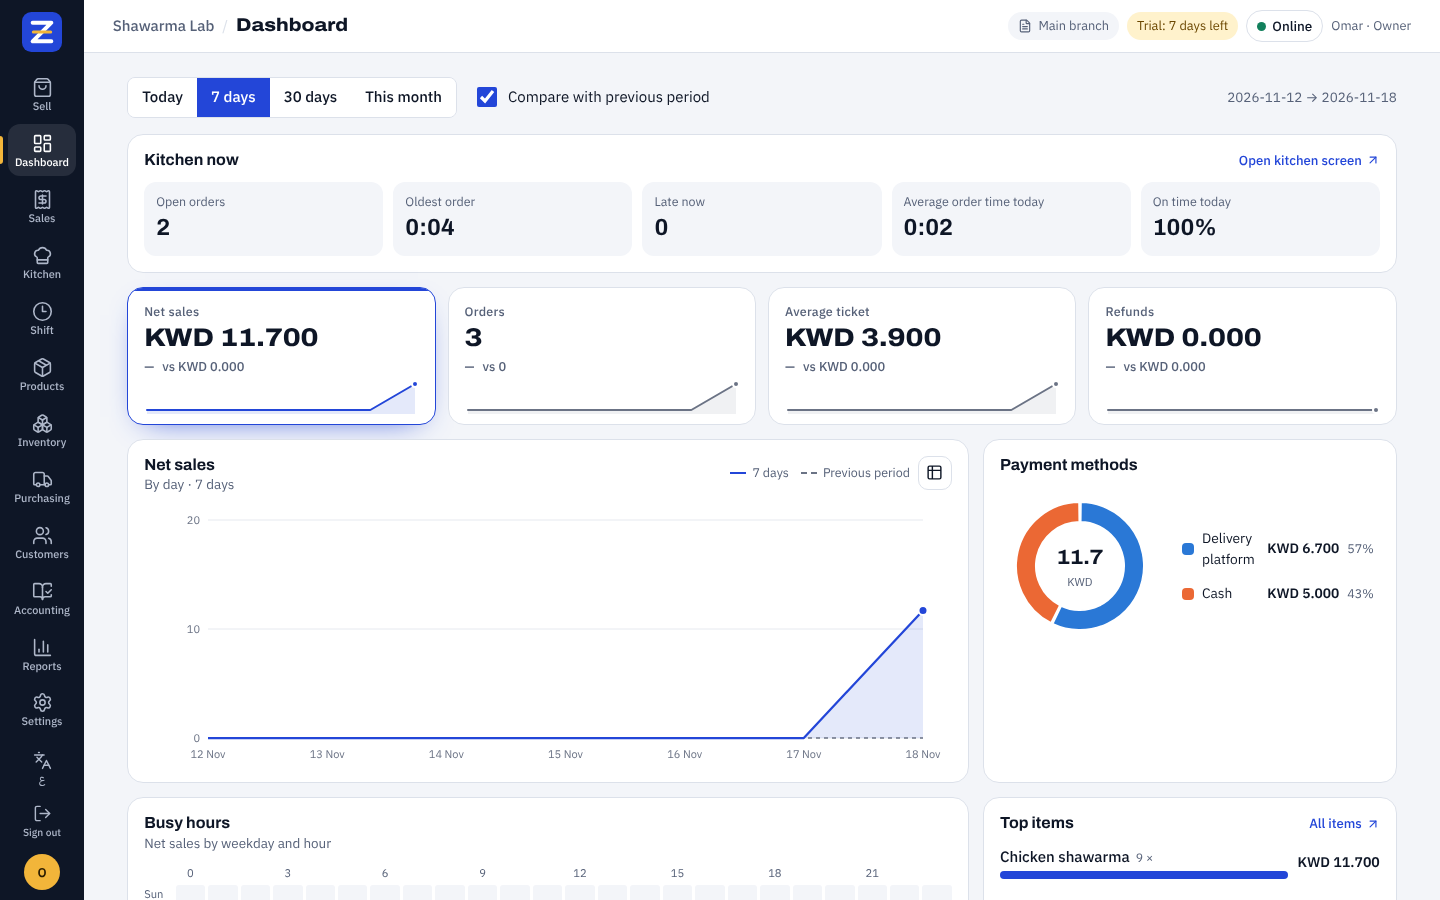 Shawarma Lab / Dashboard
Main branch
Trial: 7 days left
Online
Omar · Owner
Sell
Dashboard
Sales
Kitchen
Shift
Products
Inventory
Purchasing
Customers
Accounting
Reports
Settings
ع
Sign out
O
Today
7 days
30 days
This month
Compare with previous period
2026-11-12 → 2026-11-18
Kitchen now
Open kitchen screen
Open orders
2
Oldest order
0:04
Late now
0
Average order time today
0:02
On time today
100%
Net sales
KWD 11.700
— vs KWD 0.000
Orders
3
— vs 0
Average ticket
KWD 3.900
— vs KWD 0.000
Refunds
KWD 0.000
— vs KWD 0.000
Net sales
By day · 7 days
7 days
Previous period
20
10
0
12 Nov
13 Nov
14 Nov
15 Nov
16 Nov
17 Nov
18 Nov
Payment methods
11.7
KWD
Delivery
platform
KWD 6.700 57%
Cash KWD 5.000 43%
Busy hours
Net sales by weekday and hour
0 3 6 9 12 15 18 21
Sun
Top items
All items
Chicken shawarma 9 ×
KWD 11.700